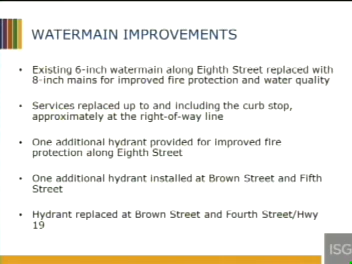 WATERMAIN IMPROVEMENTS
• Existing 6-inch watermain along Eighth Street replaced with
8-inch mains for improved fire protection and water quality
• Services replaced up to and including the curb stop,
approximately at the right-of-way line
• One additional hydrant provided for improved fire
protection along Eighth Street
• One additional hydrant installed at Brown Street and Fifth
Street
• Hydrant replaced at Brown Street and Fourth Street/Hwy
19
ISG